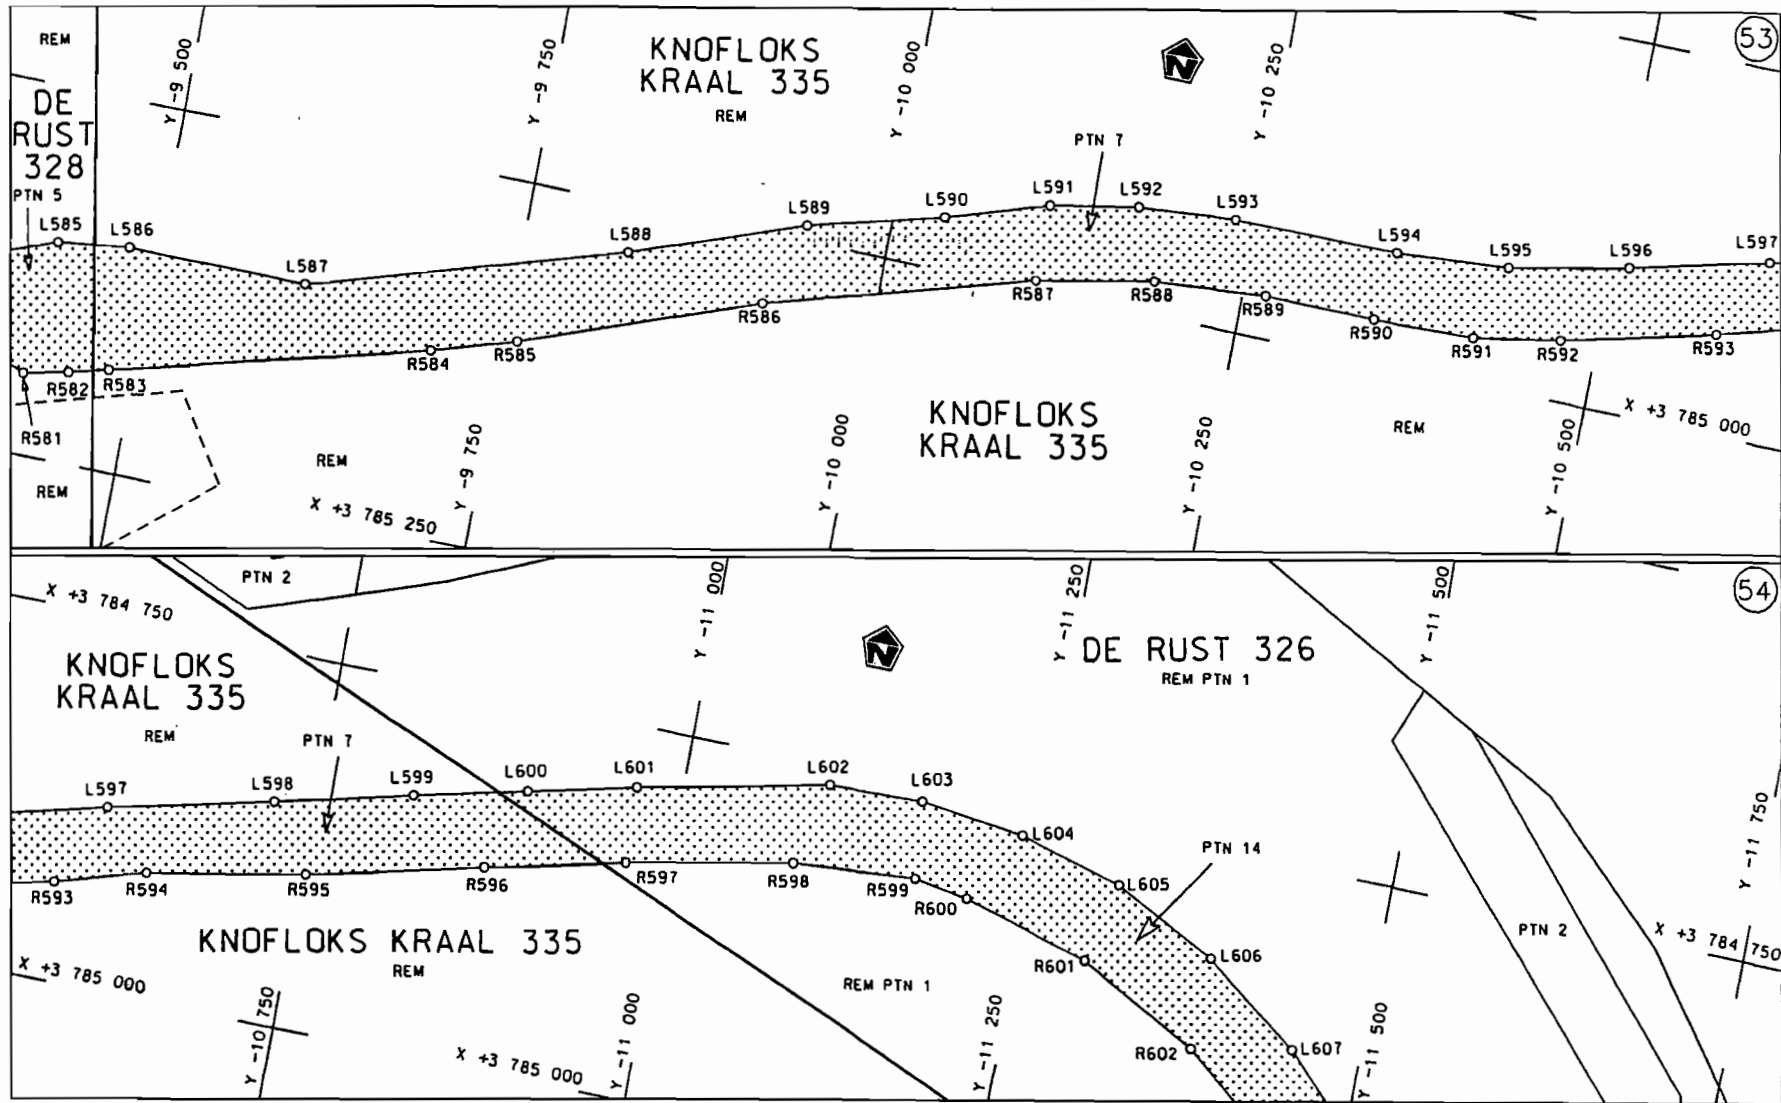 REM
Y -9 500
Y -9 750
KNOFLOKS
KRAAL 335
REM
Y -10 000
N
Y -10 250
53
DE
RUST
328
PTN 5
PTN 7
L585
L586
L587
L588
L589
L590
L591
L592
L593
L594
L595
L596
L597
R581
R582
R583
R584
R585
R586
R587
R588
R589
R590
R591
R592
R593
REM
REM
X +3 785 250
Y -9 750
Y -10 000
KNOFLOKS
KRAAL 335
Y -10 250
REM
Y -10 500
X +3 785 000
PTN 2
X +3 784 750
Y -11 000
Y -11 250
Y -11 500
54
KNOFLOKS
KRAAL 335
REM
N
DE RUST 326
REM PTN 1
PTN 7
L597
L598
L599
L600
L601
L602
L603
L604
L605
L606
L607
PTN 14
R593
R594
R595
R596
R597
R598
R599
R600
R601
R602
Y -11 750
PTN 2
X +3 784 750
KNOFLOKS KRAAL 335
REM
REM PTN 1
X +3 785 000
Y -10 750
X +3 785 000
Y -11 000
Y -11 250
Y -11 500